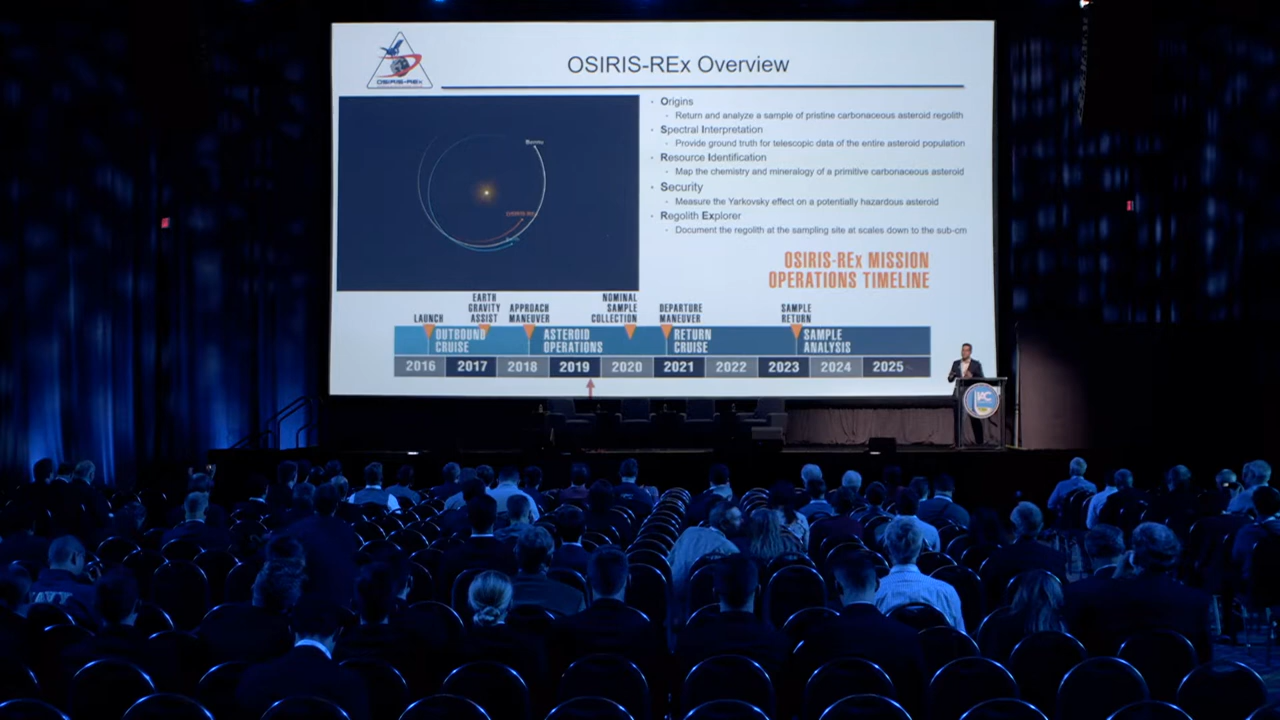 OSIRIS-REx
OSIRIS-REx Overview
Bennu
OSIRIS-REx
· Origins
- Return and analyze a sample of pristine carbonaceous asteroid regolith
· Spectral Interpretation
- Provide ground truth for telescopic data of the entire asteroid population
· Resource Identification
- Map the chemistry and mineralogy of a primitive carbonaceous asteroid
· Security
- Measure the Yarkovsky effect on a potentially hazardous asteroid
· Regolith Explorer
- Document the regolith at the sampling site at scales down to the sub-cm
OSIRIS-REx MISSION
OPERATIONS TIMELINE
LAUNCH
EARTH
GRAVITY
ASSIST
APPROACH
MANEUVER
NOMINAL
SAMPLE
COLLECTION
DEPARTURE
MANEUVER
SAMPLE
RETURN
OUTBOUND
CRUISE
ASTEROID
OPERATIONS
RETURN
CRUISE
SAMPLE
ANALYSIS
2016 2017 2018 2019 2020 2021 2022 2023 2024 2025
IAC